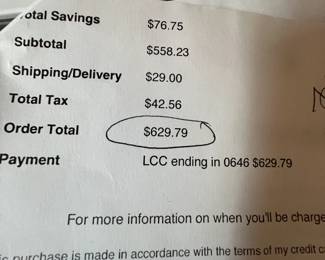 Total Savings $76.75
Subtotal $558.23
Shipping/Delivery $29.00
Total Tax $42.56
Order Total $629.79
Payment LCC ending in 0646 $629.79
For more information on when you'll be charge
purchase is made in accordance with the terms of my credit c